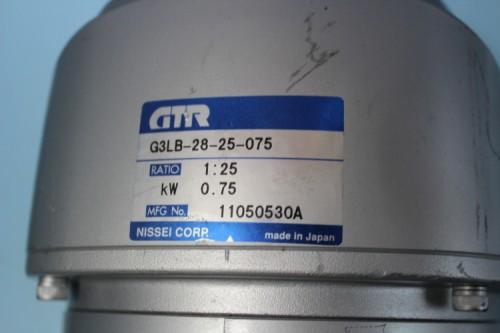 GTR
G3LB-28-25-075
RATIO 1:25
kW 0.75
MFG No. 11050530A
NISSEI CORP. made in Japan